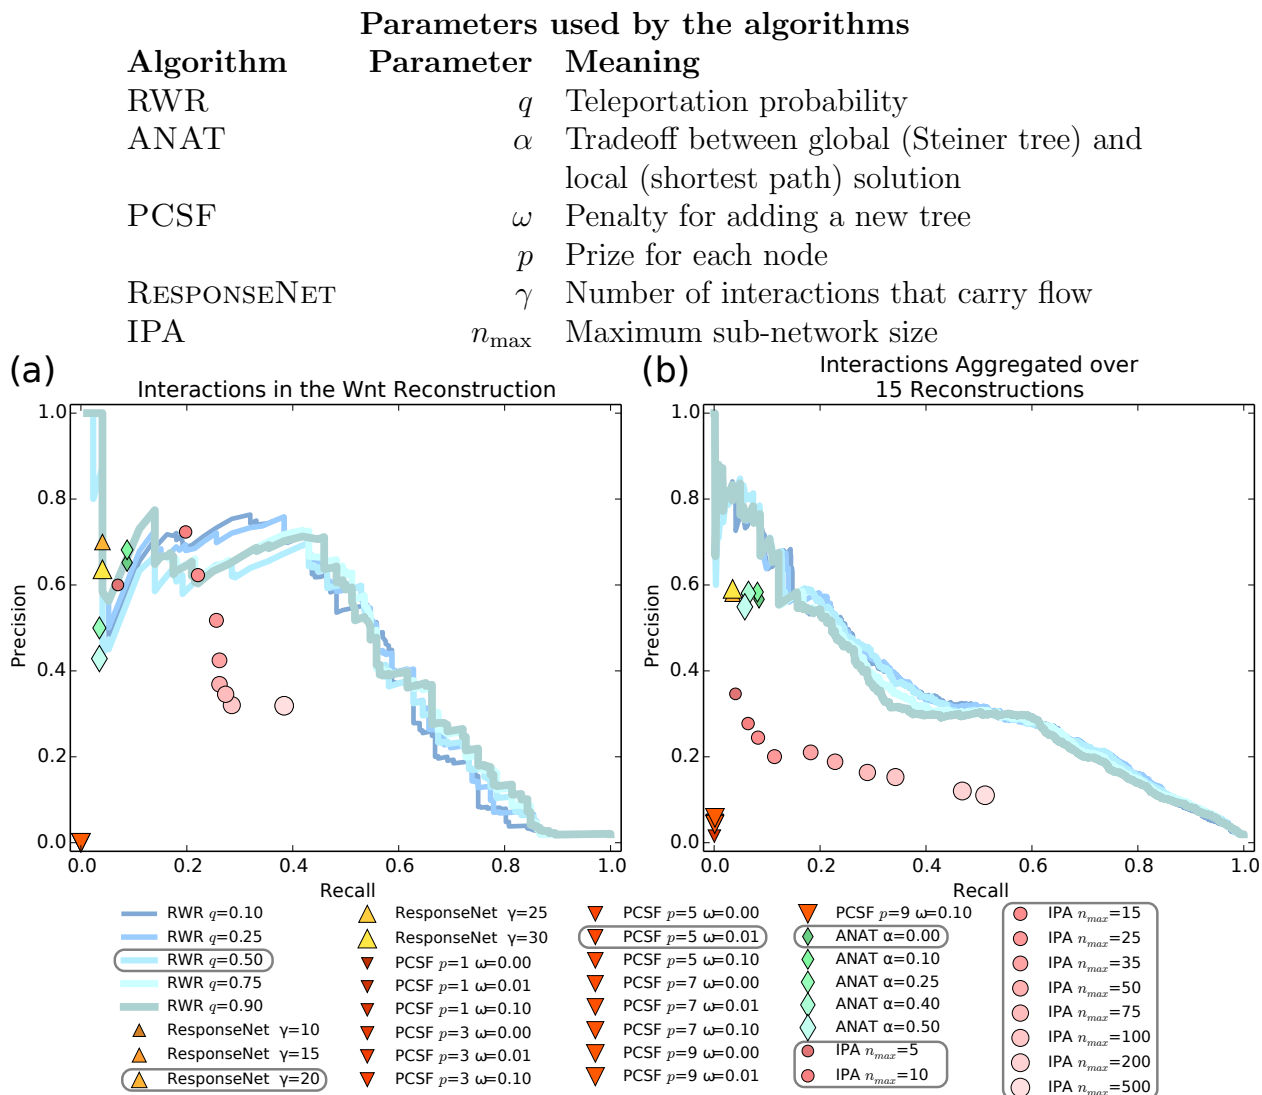 Parameters used by the algorithms
Algorithm Parameter Meaning
RWR q Teleportation probability
ANAT α Tradeoff between global (Steiner tree) and
local (shortest path) solution
PCSF ω Penalty for adding a new tree
p Prize for each node
RESPONSENET γ Number of interactions that carry flow
IPA n_max Maximum sub-network size
(a)
Interactions in the Wnt Reconstruction
1.0
0.8
0.6
0.4
0.2
0.0
Precision
0.0 0.2 0.4 0.6 0.8 1.0
Recall
(b)
Interactions Aggregated over
15 Reconstructions
1.0
0.8
0.6
0.4
0.2
0.0
Precision
0.0 0.2 0.4 0.6 0.8 1.0
Recall
RWR q=0.10
RWR q=0.25
RWR q=0.50
RWR q=0.75
RWR q=0.90
ResponseNet γ=10
ResponseNet γ=15
ResponseNet γ=20
ResponseNet γ=25
ResponseNet γ=30
PCSF p=1 ω=0.00
PCSF p=1 ω=0.01
PCSF p=1 ω=0.10
PCSF p=3 ω=0.00
PCSF p=3 ω=0.01
PCSF p=3 ω=0.10
PCSF p=5 ω=0.00
PCSF p=5 ω=0.01
PCSF p=5 ω=0.10
PCSF p=7 ω=0.00
PCSF p=7 ω=0.01
PCSF p=7 ω=0.10
PCSF p=9 ω=0.00
PCSF p=9 ω=0.01
PCSF p=9 ω=0.10
ANAT α=0.00
ANAT α=0.10
ANAT α=0.25
ANAT α=0.40
ANAT α=0.50
IPA n_max=5
IPA n_max=10
IPA n_max=15
IPA n_max=25
IPA n_max=35
IPA n_max=50
IPA n_max=75
IPA n_max=100
IPA n_max=200
IPA n_max=500